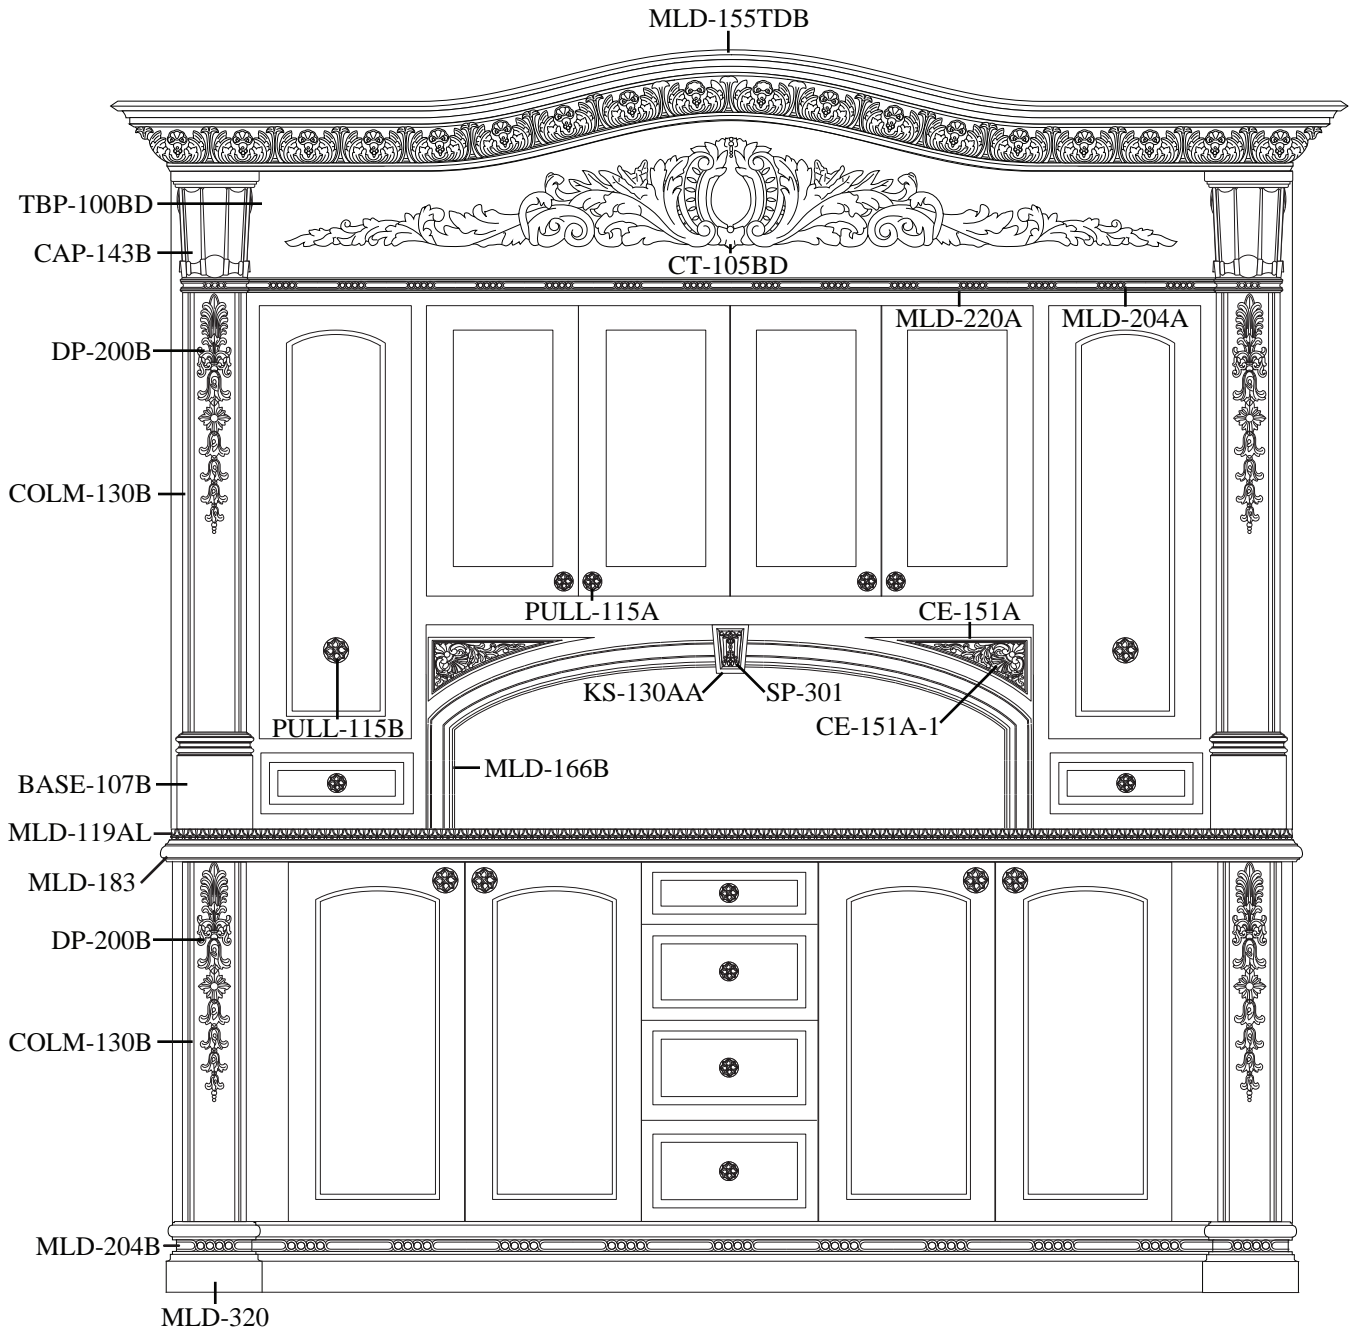 MLD-155TDB
TBP-100BD
CAP-143B
CT-105BD
MLD-220A
MLD-204A
DP-200B
COLM-130B
PULL-115A
CE-151A
KS-130AA
SP-301
PULL-115B
CE-151A-1
MLD-166B
BASE-107B
MLD-119AL
MLD-183
DP-200B
COLM-130B
MLD-204B
MLD-320